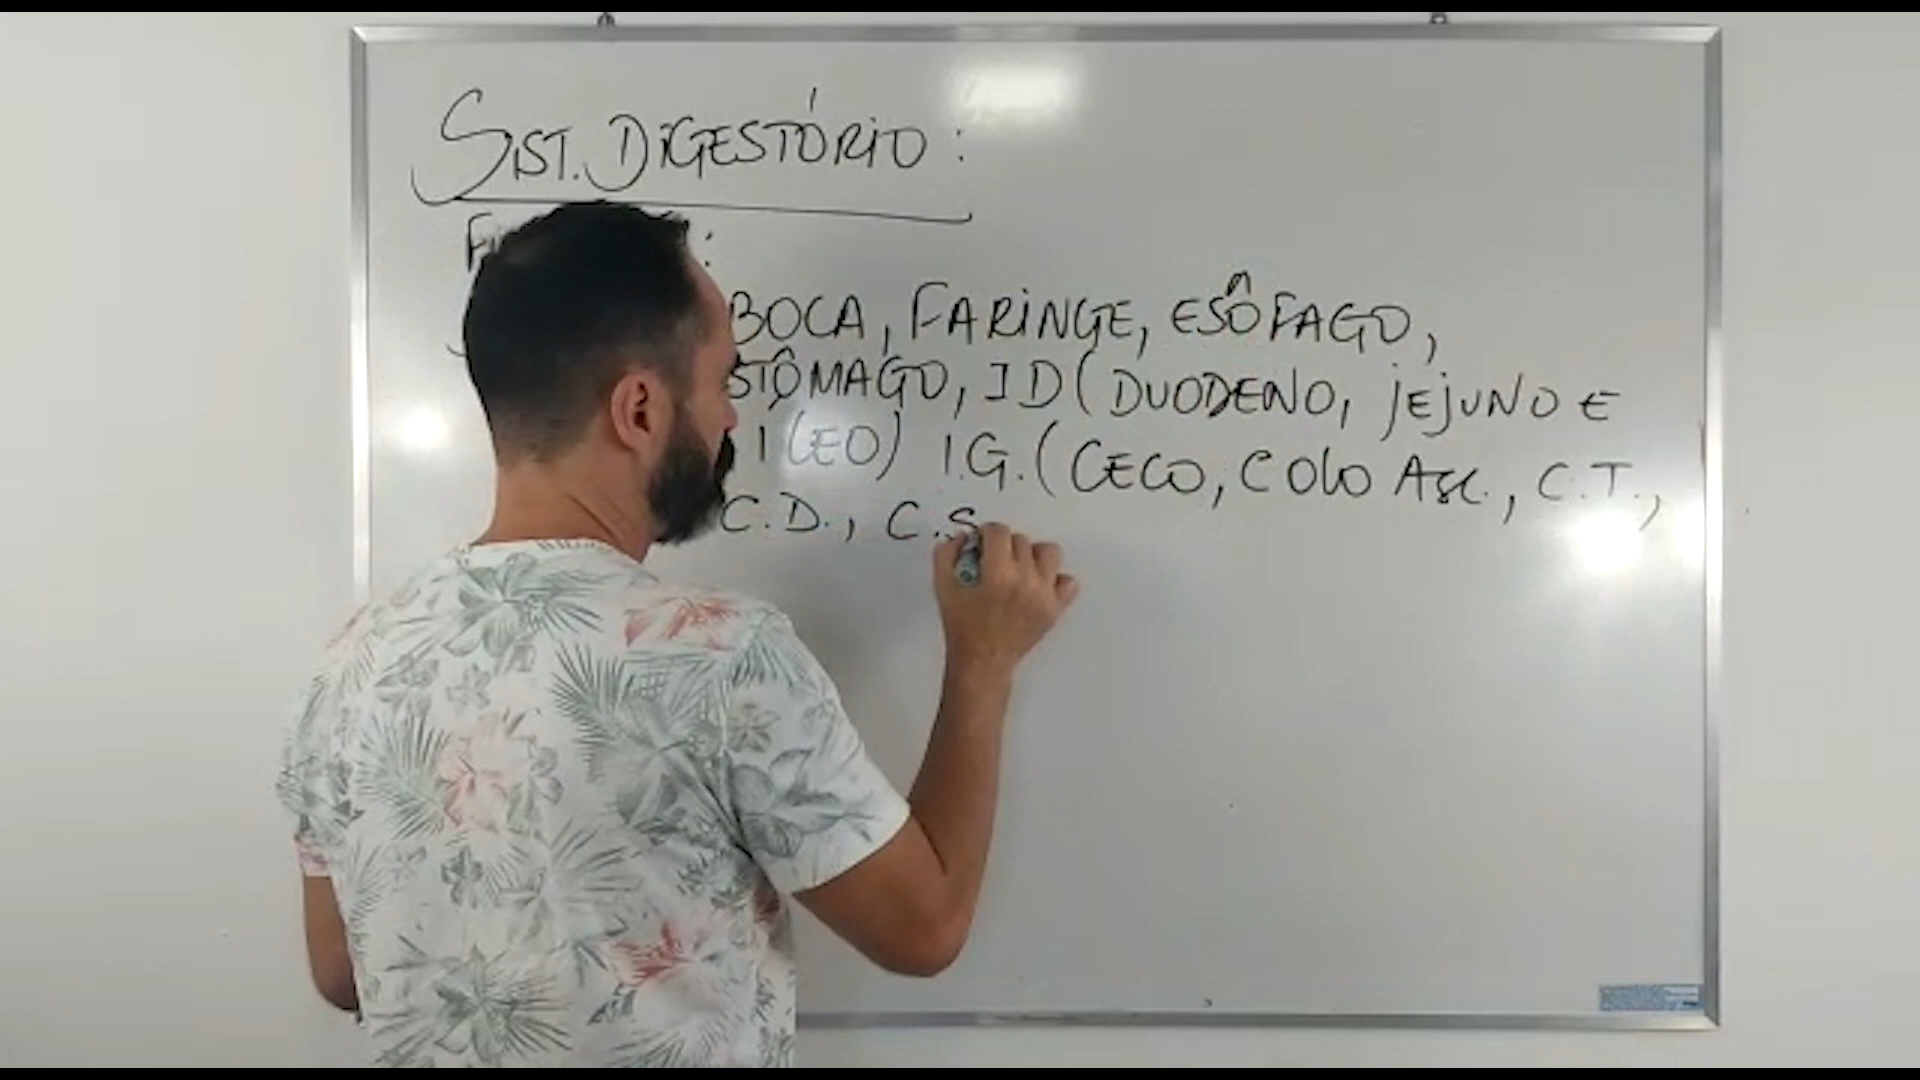 SIST. DIGESTÓRIO:
:
BOCA, FARINGE, ESÔFAGO,
STÔMAGO, ID (DUODENO, JEJUNO E
ILEO) I.G. (CECO, COLO ASC., C.T.,
C.D., C.S